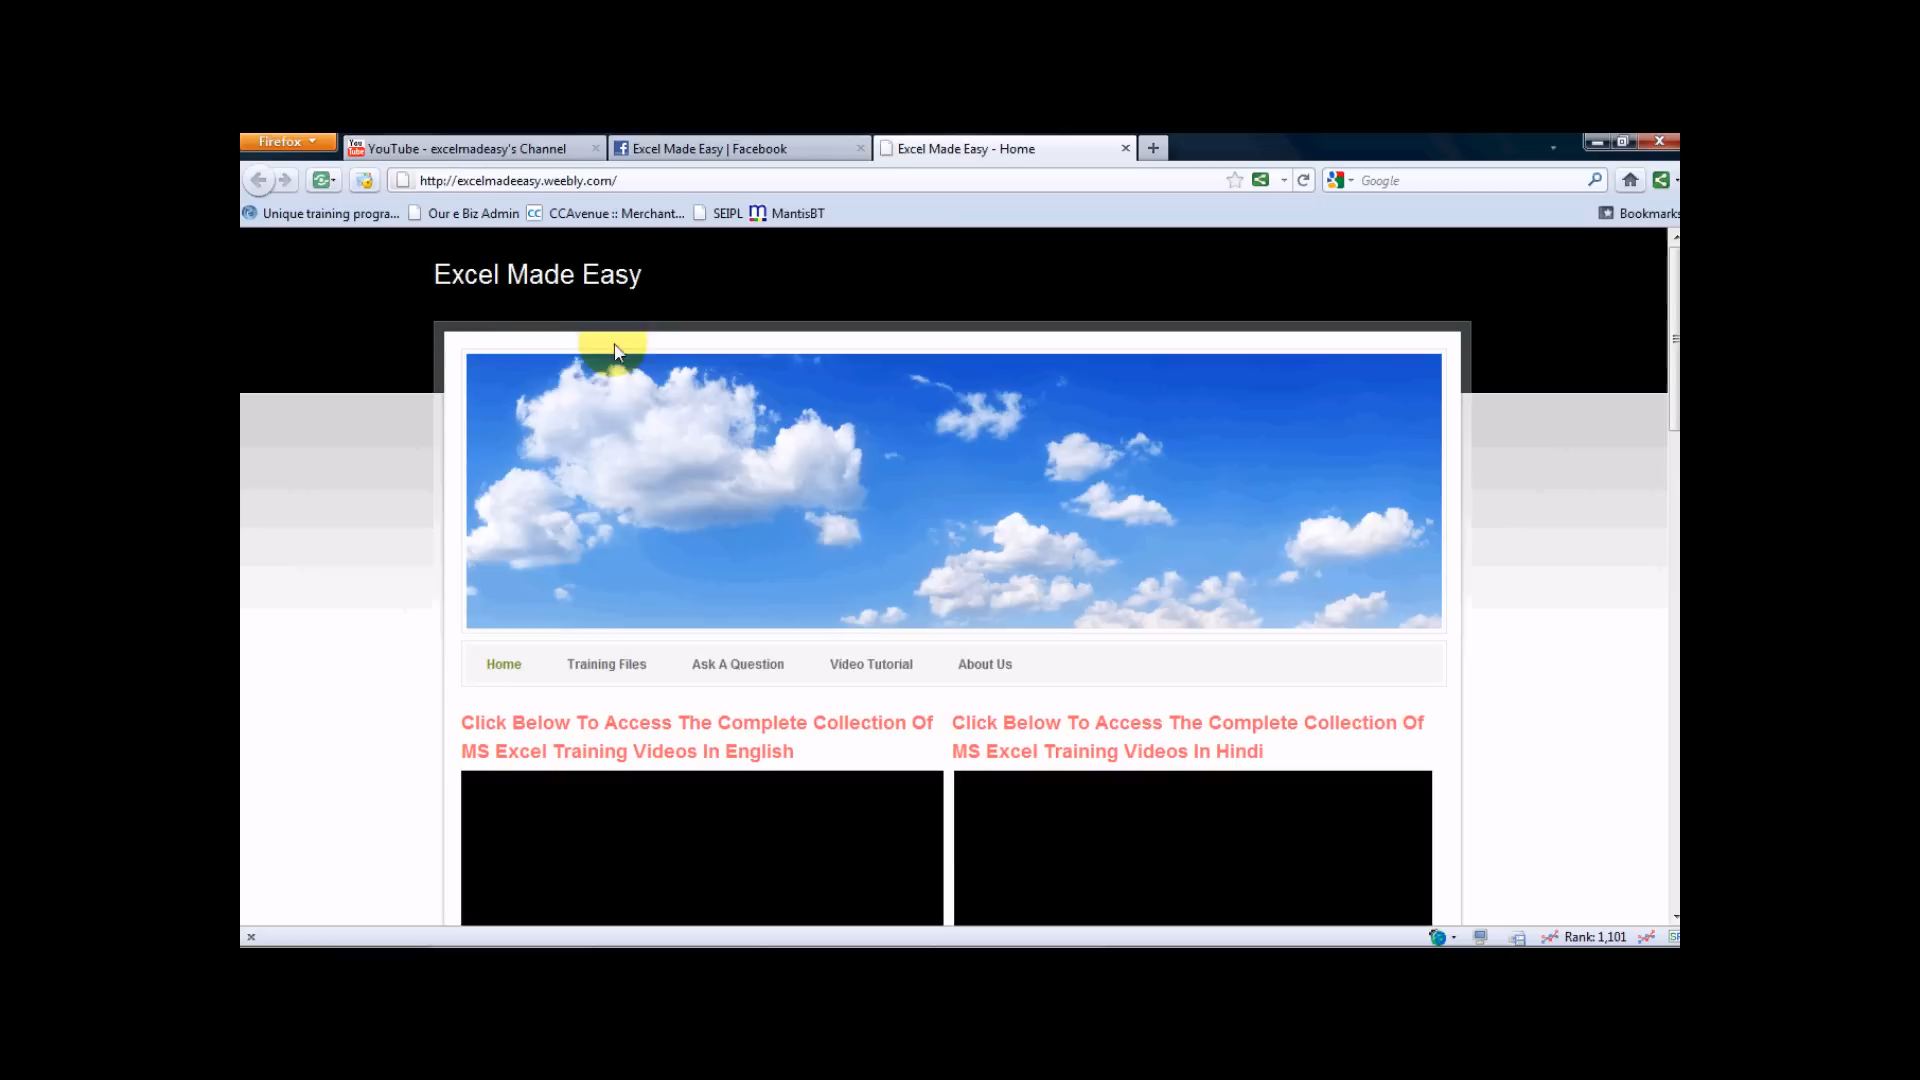 Firefox
YouTube - excelmadeasy's Channel
Excel Made Easy | Facebook
Excel Made Easy - Home
http://excelmadeeasy.weebly.com/
Google
Unique training progra...
Our e Biz Admin
CC
CCAvenue :: Merchant...
SEIPL
MantisBT
Bookmarks
Excel Made Easy
Home
Training Files
Ask A Question
Video Tutorial
About Us
Click Below To Access The Complete Collection Of
MS Excel Training Videos In English
Click Below To Access The Complete Collection Of
MS Excel Training Videos In Hindi
Rank: 1,101